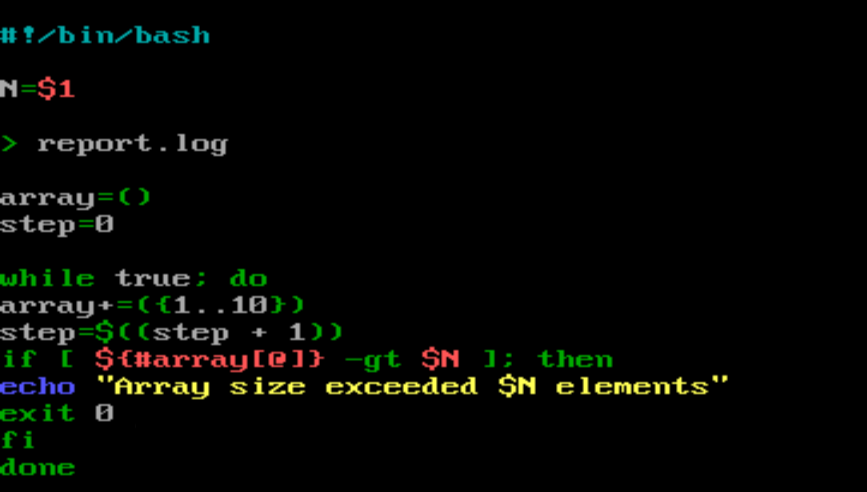 #!/bin/bash
N=$1
> report.log
array=()
step=0
while true; do
array+=({1..10})
step=$((step + 1))
if [ ${#array[@]} -gt $N ]; then
echo "Array size exceeded $N elements"
exit 0
fi
done